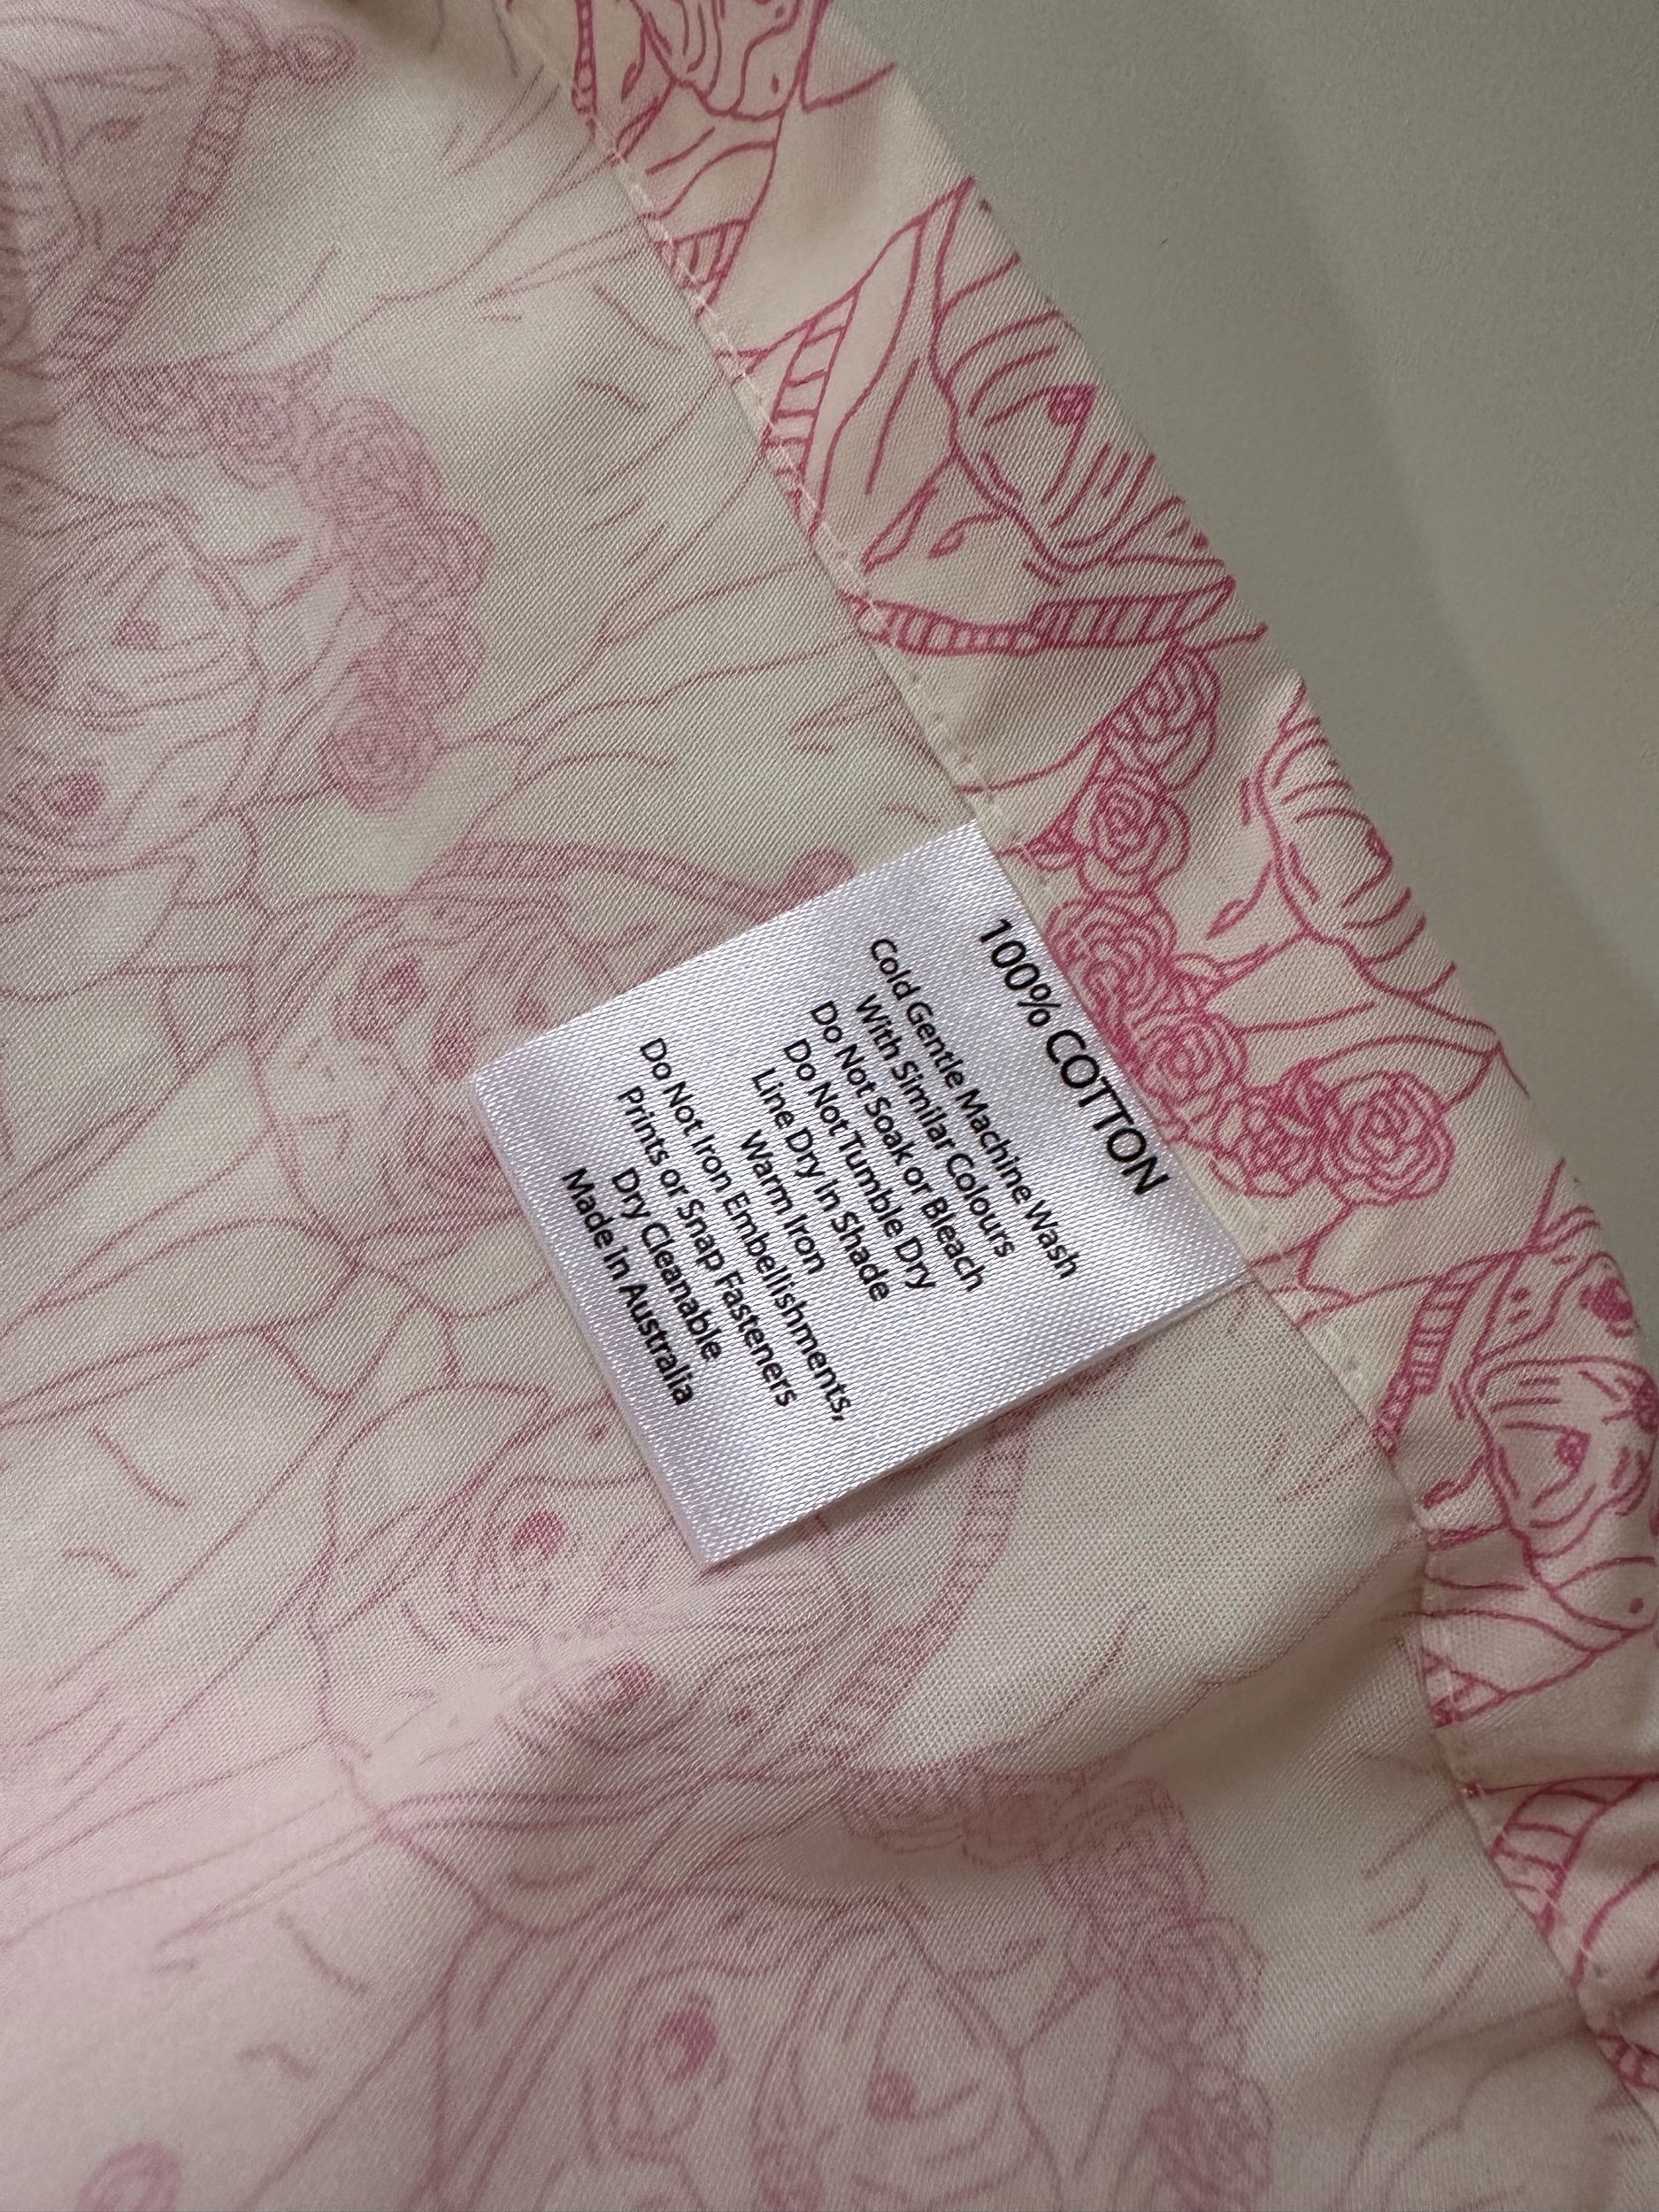 100% COTTON
Cold Gentle Machine Wash
With Similar Colours
Do Not Soak or Bleach
Do Not Tumble Dry
Line Dry in Shade
Warm Iron
Do Not Iron Embellishments,
Prints or Snap Fasteners
Dry Cleanable
Made in Australia